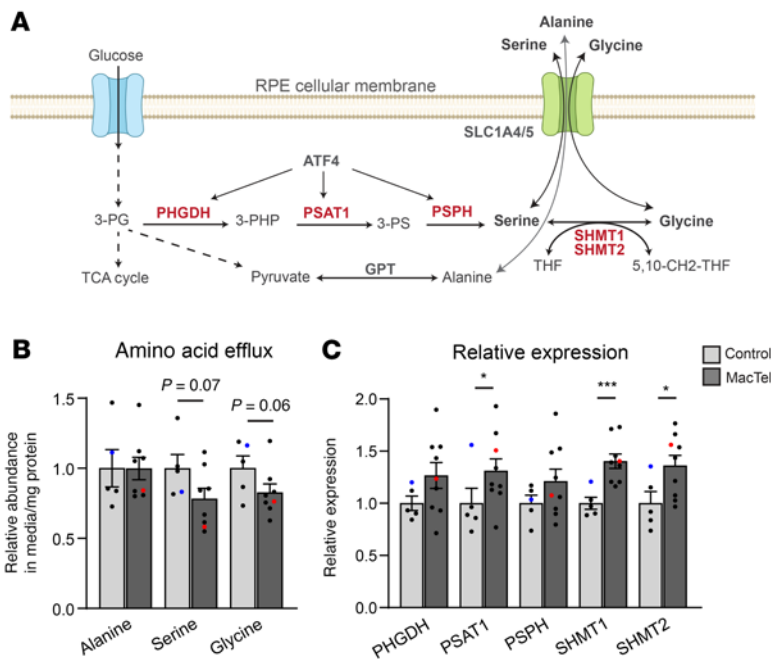 A
Glucose
RPE cellular membrane
Alanine
Serine
Glycine
SLC1A4/5
ATF4
3-PG
PHGDH
3-PHP
PSAT1
3-PS
PSPH
Serine
Glycine
SHMT1
SHMT2
THF
5,10-CH2-THF
TCA cycle
Pyruvate
GPT
Alanine
B
Amino acid efflux
P = 0.07
P = 0.06
Relative abundance
in media/mg protein
1.5
1.0
0.5
0.0
Alanine
Serine
Glycine
C
Relative expression
Control
MacTel
*
***
*
Relative expression
2.0
1.5
1.0
0.5
0.0
PHGDH
PSAT1
PSPH
SHMT1
SHMT2